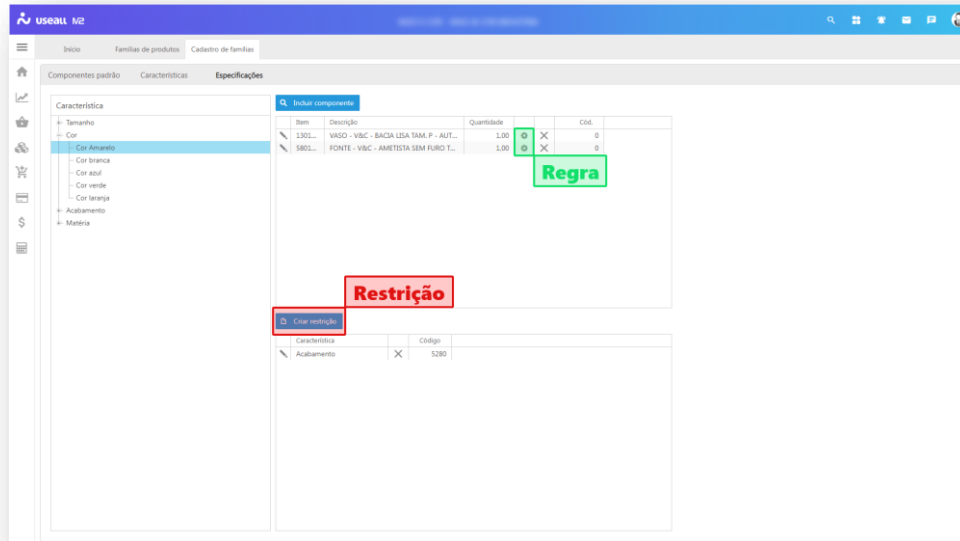 useall M2
Início Famílias de produtos Cadastro de famílias
Componentes padrão Características Especificações
Característica
Tamanho
Cor
Cor Amarelo
Cor branca
Cor azul
Cor verde
Cor laranja
Acabamento
Matéria
Incluir componente
Item Descrição Quantidade Cód.
1301... VASO - V&C - BACIA LISA TAM. P - AUT... 1,00 0
5801... FONTE - V&C - AMETISTA SEM FURO T... 1,00 0
Regra
Restrição
Criar restrição
Característica Código
Acabamento 5280